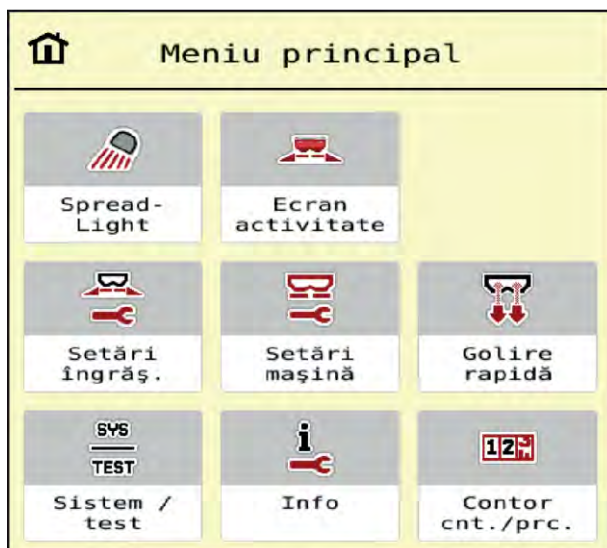 Meniu principal
Spread-
Light
Ecran
activitate
Setări
îngrăș.
Setări
mașină
Golire
rapidă
SYS
TEST
Sistem /
test
i
Info
123
Contor
cnt./prc.